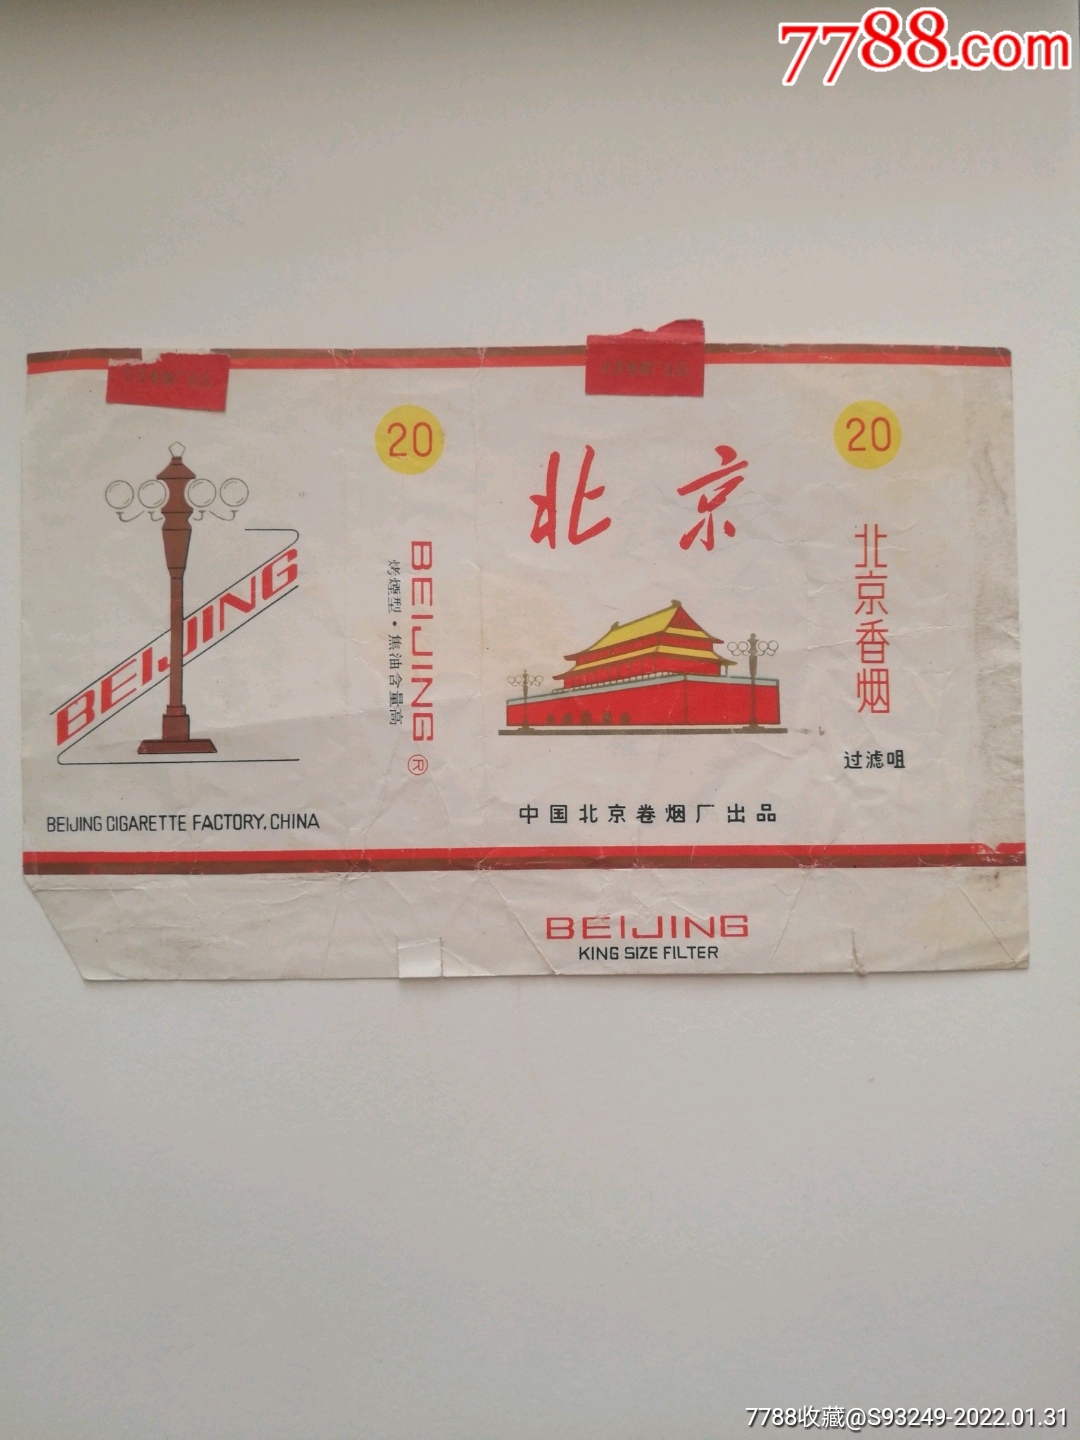 7788.com
20
20
北京
BEIJING
BEIJING®
烤煙型·焦油含量高
北京香烟
过滤咀
BEIJING CIGARETTE FACTORY, CHINA
中国北京卷烟厂出品
BEIJING
KING SIZE FILTER
7788收藏@S93249-2022.01.31